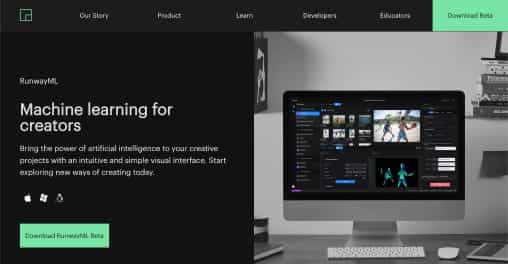 Our Story
Product
Learn
Developers
Educators
Download Beta
RunwayML
Machine learning for
creators
Bring the power of artificial intelligence to your creative
projects with an intuitive and simple visual interface. Start
exploring new ways of creating today.
Download RunwayML Beta